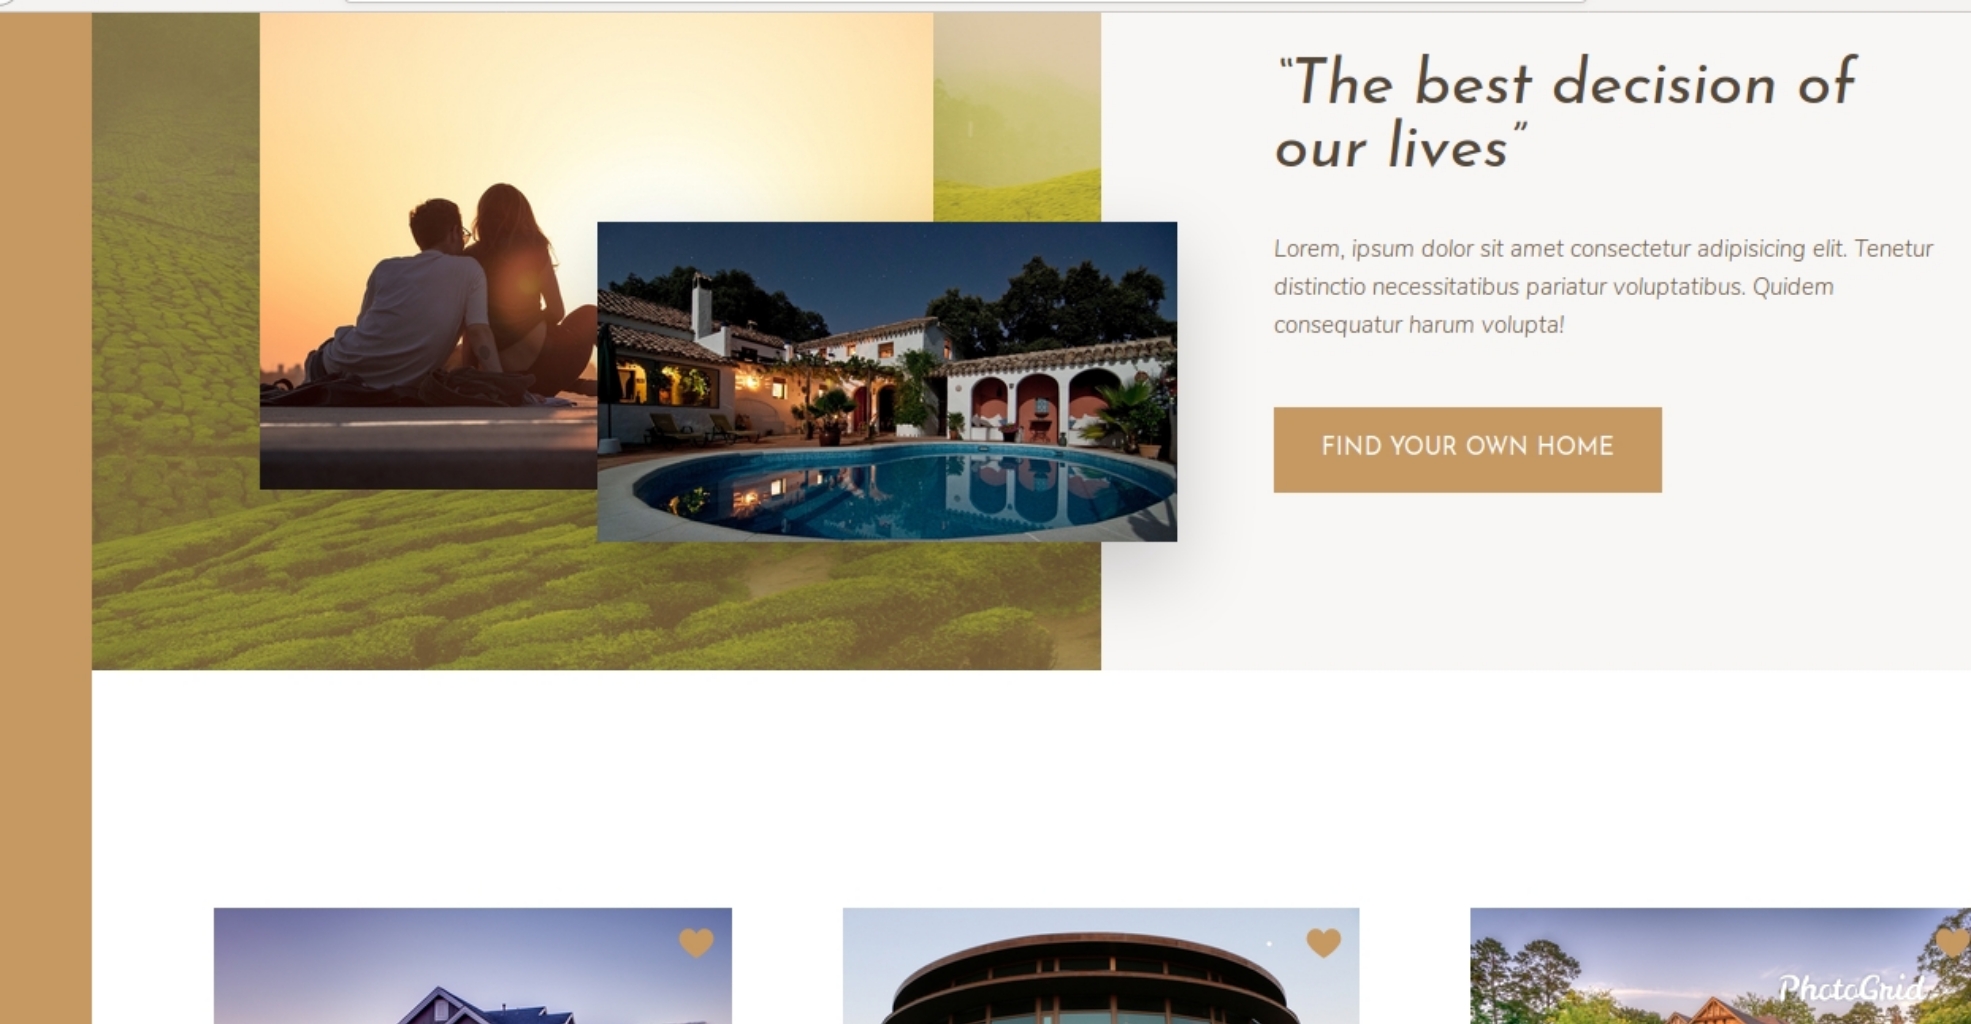 “The best decision of
our lives”
Lorem, ipsum dolor sit amet consectetur adipisicing elit. Tenetur
distinctio necessitatibus pariatur voluptatibus. Quidem
consequatur harum volupta!
FIND YOUR OWN HOME
PhotoGrid